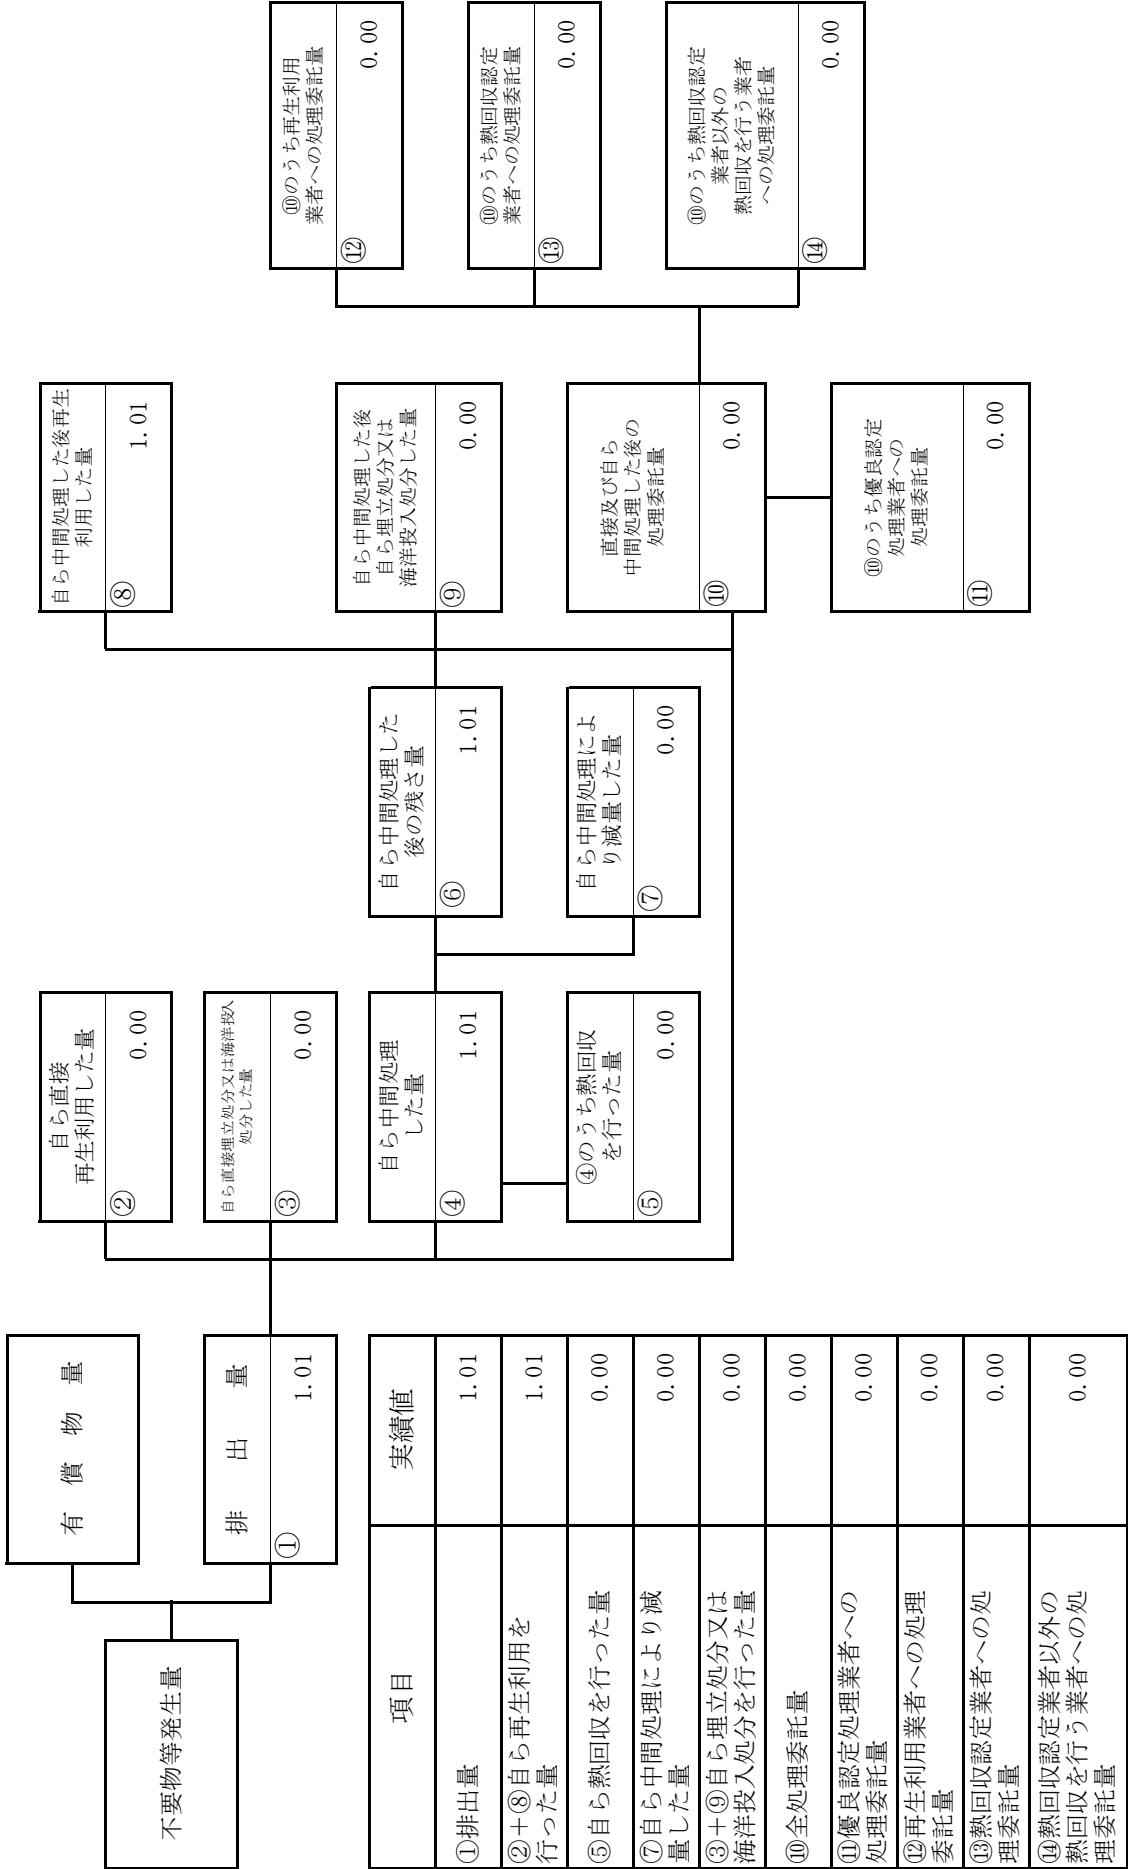 不要物等発生量
有償物量
排出量
①
1.01
自ら直接
再生利用した量
②
0.00
自ら直接埋立処分又は海洋投入
処分した量
③
0.00
自ら中間処理
した量
④
1.01
④のうち熱回収
を行った量
⑤
0.00
自ら中間処理した
後の残さ量
⑥
1.01
自ら中間処理によ
り減量した量
⑦
0.00
自ら中間処理した後再生
利用した量
⑧
1.01
自ら中間処理した後
自ら埋立処分又は
海洋投入処分した量
⑨
0.00
直接及び自ら
中間処理した後の
処理委託量
⑩
0.00
⑩のうち優良認定
処理業者への
処理委託量
⑪
0.00
⑩のうち再生利用
業者への処理委託量
⑫
0.00
⑩のうち熱回収認定
業者への処理委託量
⑬
0.00
⑩のうち熱回収認定
業者以外の
熱回収を行う業者
への処理委託量
⑭
0.00
項目
実績値
①排出量
1.01
②+⑧自ら再生利用を
行った量
1.01
⑤自ら熱回収を行った量
0.00
⑦自ら中間処理により減
量した量
0.00
③+⑨自ら埋立処分又は
海洋投入処分を行った量
0.00
⑩全処理委託量
0.00
⑪優良認定処理業者への
処理委託量
0.00
⑫再生利用業者への処理
委託量
0.00
⑬熱回収認定業者への処
理委託量
0.00
⑭熱回収認定業者以外の
熱回収を行う業者への処
理委託量
0.00